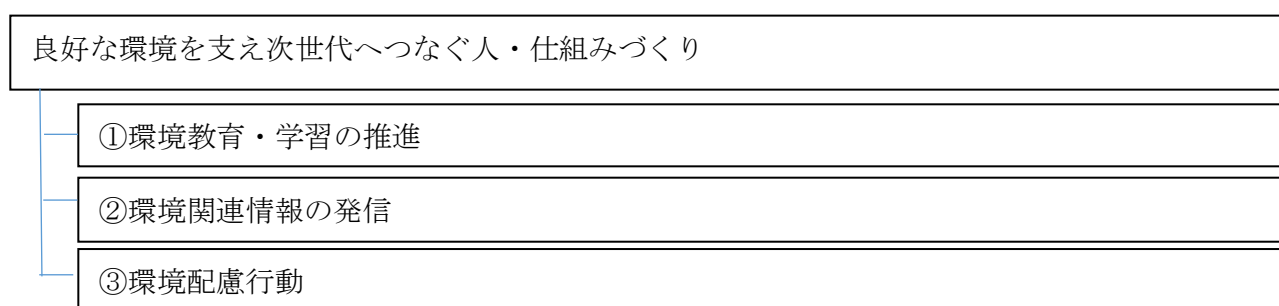 良好な環境を支え次世代へつなぐ人・仕組みづくり
①環境教育・学習の推進
②環境関連情報の発信
③環境配慮行動